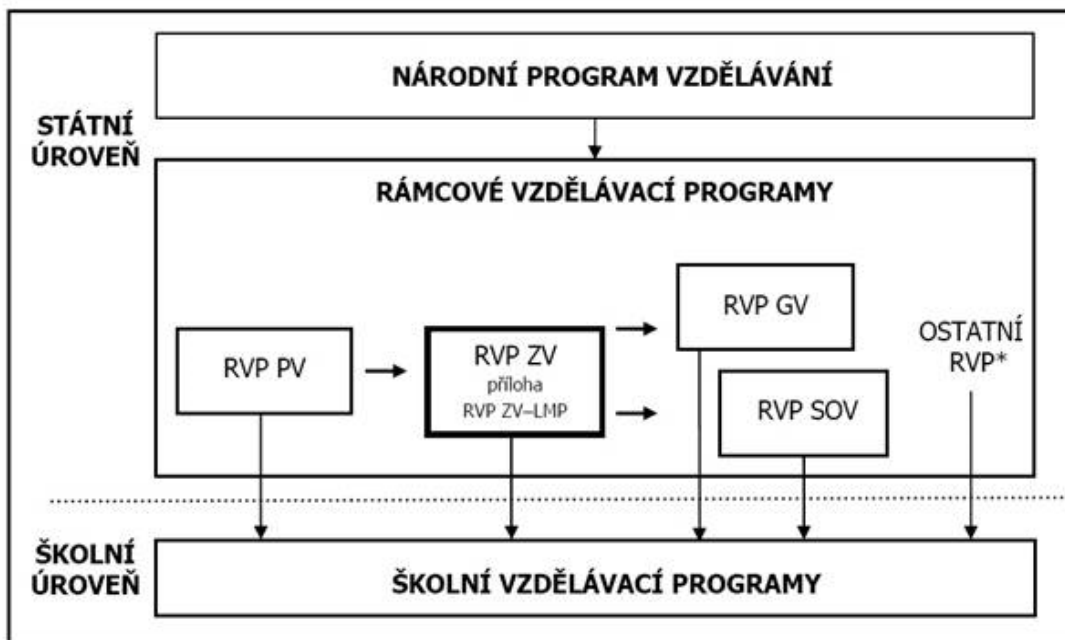 NÁRODNÍ PROGRAM VZDĚLÁVÁNÍ
STÁTNÍ
ÚROVEŇ
RÁMCOVÉ VZDĚLÁVACÍ PROGRAMY
RVP PV
RVP ZV
příloha
RVP ZV–LMP
RVP GV
RVP SOV
OSTATNÍ
RVP*
ŠKOLNÍ
ÚROVEŇ
ŠKOLNÍ VZDĚLÁVACÍ PROGRAMY